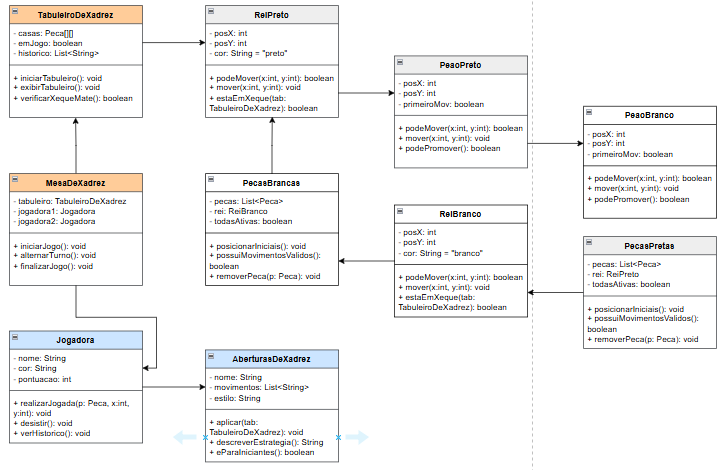 TabuleiroDeXadrez
- casas: Peca[][]
- emJogo: boolean
- historico: List<String>
+ iniciarTabuleiro(): void
+ exibirTabuleiro(): void
+ verificarXequeMate(): boolean
ReiPreto
- posX: int
- posY: int
- cor: String = "preto"
+ podeMover(x:int, y:int): boolean
+ mover(x:int, y:int): void
+ estaEmXeque(tab:
TabuleiroDeXadrez): boolean
PeaoPreto
- posX: int
- posY: int
- primeiroMov: boolean
+ podeMover(x:int, y:int): boolean
+ mover(x:int, y:int): void
+ podePromover(): boolean
PeaoBranco
- posX: int
- posY: int
- primeiroMov: boolean
+ podeMover(x:int, y:int): boolean
+ mover(x:int, y:int): void
+ podePromover(): boolean
MesaDeXadrez
- tabuleiro: TabuleiroDeXadrez
- jogadora1: Jogadora
- jogadora2: Jogadora
+ iniciarJogo(): void
+ alternarTurno(): void
+ finalizarJogo(): void
PecasBrancas
- pecas: List<Peca>
- rei: ReiBranco
- todasAtivas: boolean
+ posicionarIniciais(): void
+ possuiMovimentosValidos():
boolean
+ removerPeca(p: Peca): void
ReiBranco
- posX: int
- posY: int
- cor: String = "branco"
+ podeMover(x:int, y:int): boolean
+ mover(x:int, y:int): void
+ estaEmXeque(tab:
TabuleiroDeXadrez): boolean
PecasPretas
- pecas: List<Peca>
- rei: ReiPreto
- todasAtivas: boolean
+ posicionarIniciais(): void
+ possuiMovimentosValidos():
boolean
+ removerPeca(p: Peca): void
Jogadora
- nome: String
- cor: String
- pontuacao: int
+ realizarJogada(p: Peca, x:int,
y:int): void
+ desistir(): void
+ verHistorico(): void
AberturasDeXadrez
- nome: String
- movimentos: List<String>
- estilo: String
+ aplicar(tab:
TabuleiroDeXadrez): void
+ descreverEstrategia(): String
+ eParaIniciantes(): boolean